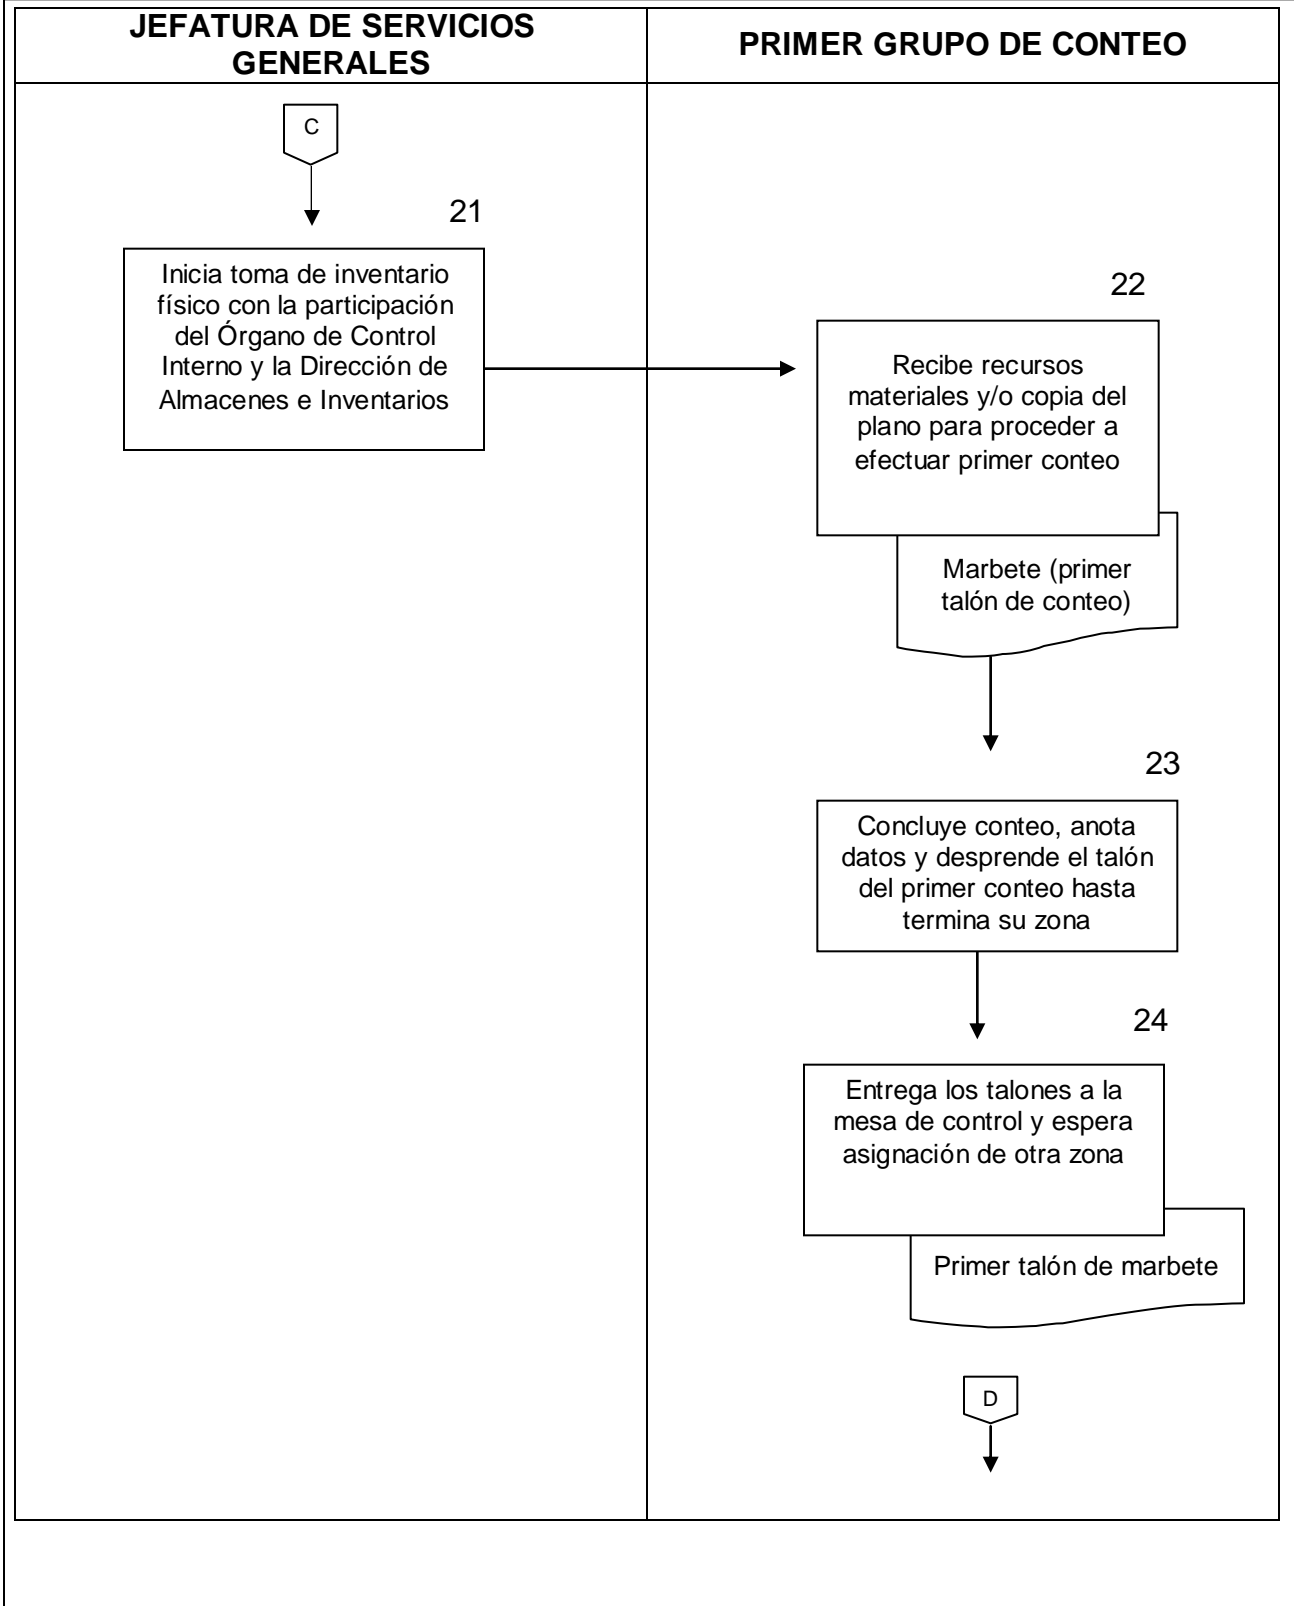 JEFATURA DE SERVICIOS
GENERALES
PRIMER GRUPO DE CONTEO
C
21
Inicia toma de inventario
físico con la participación
del Órgano de Control
Interno y la Dirección de
Almacenes e Inventarios
22
Recibe recursos
materiales y/o copia del
plano para proceder a
efectuar primer conteo
Marbete (primer
talón de conteo)
23
Concluye conteo, anota
datos y desprende el talón
del primer conteo hasta
termina su zona
24
Entrega los talones a la
mesa de control y espera
asignación de otra zona
Primer talón de marbete
D